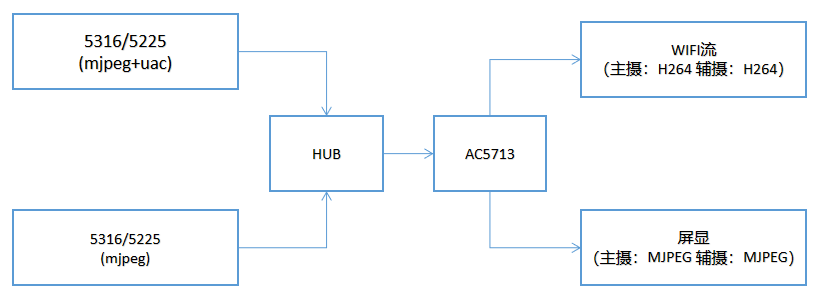 5316/5225
(mjpeg+uac)
WIFI流
（主摄：H264 辅摄：H264）
HUB
AC5713
5316/5225
(mjpeg)
屏显
（主摄：MJPEG 辅摄：MJPEG）